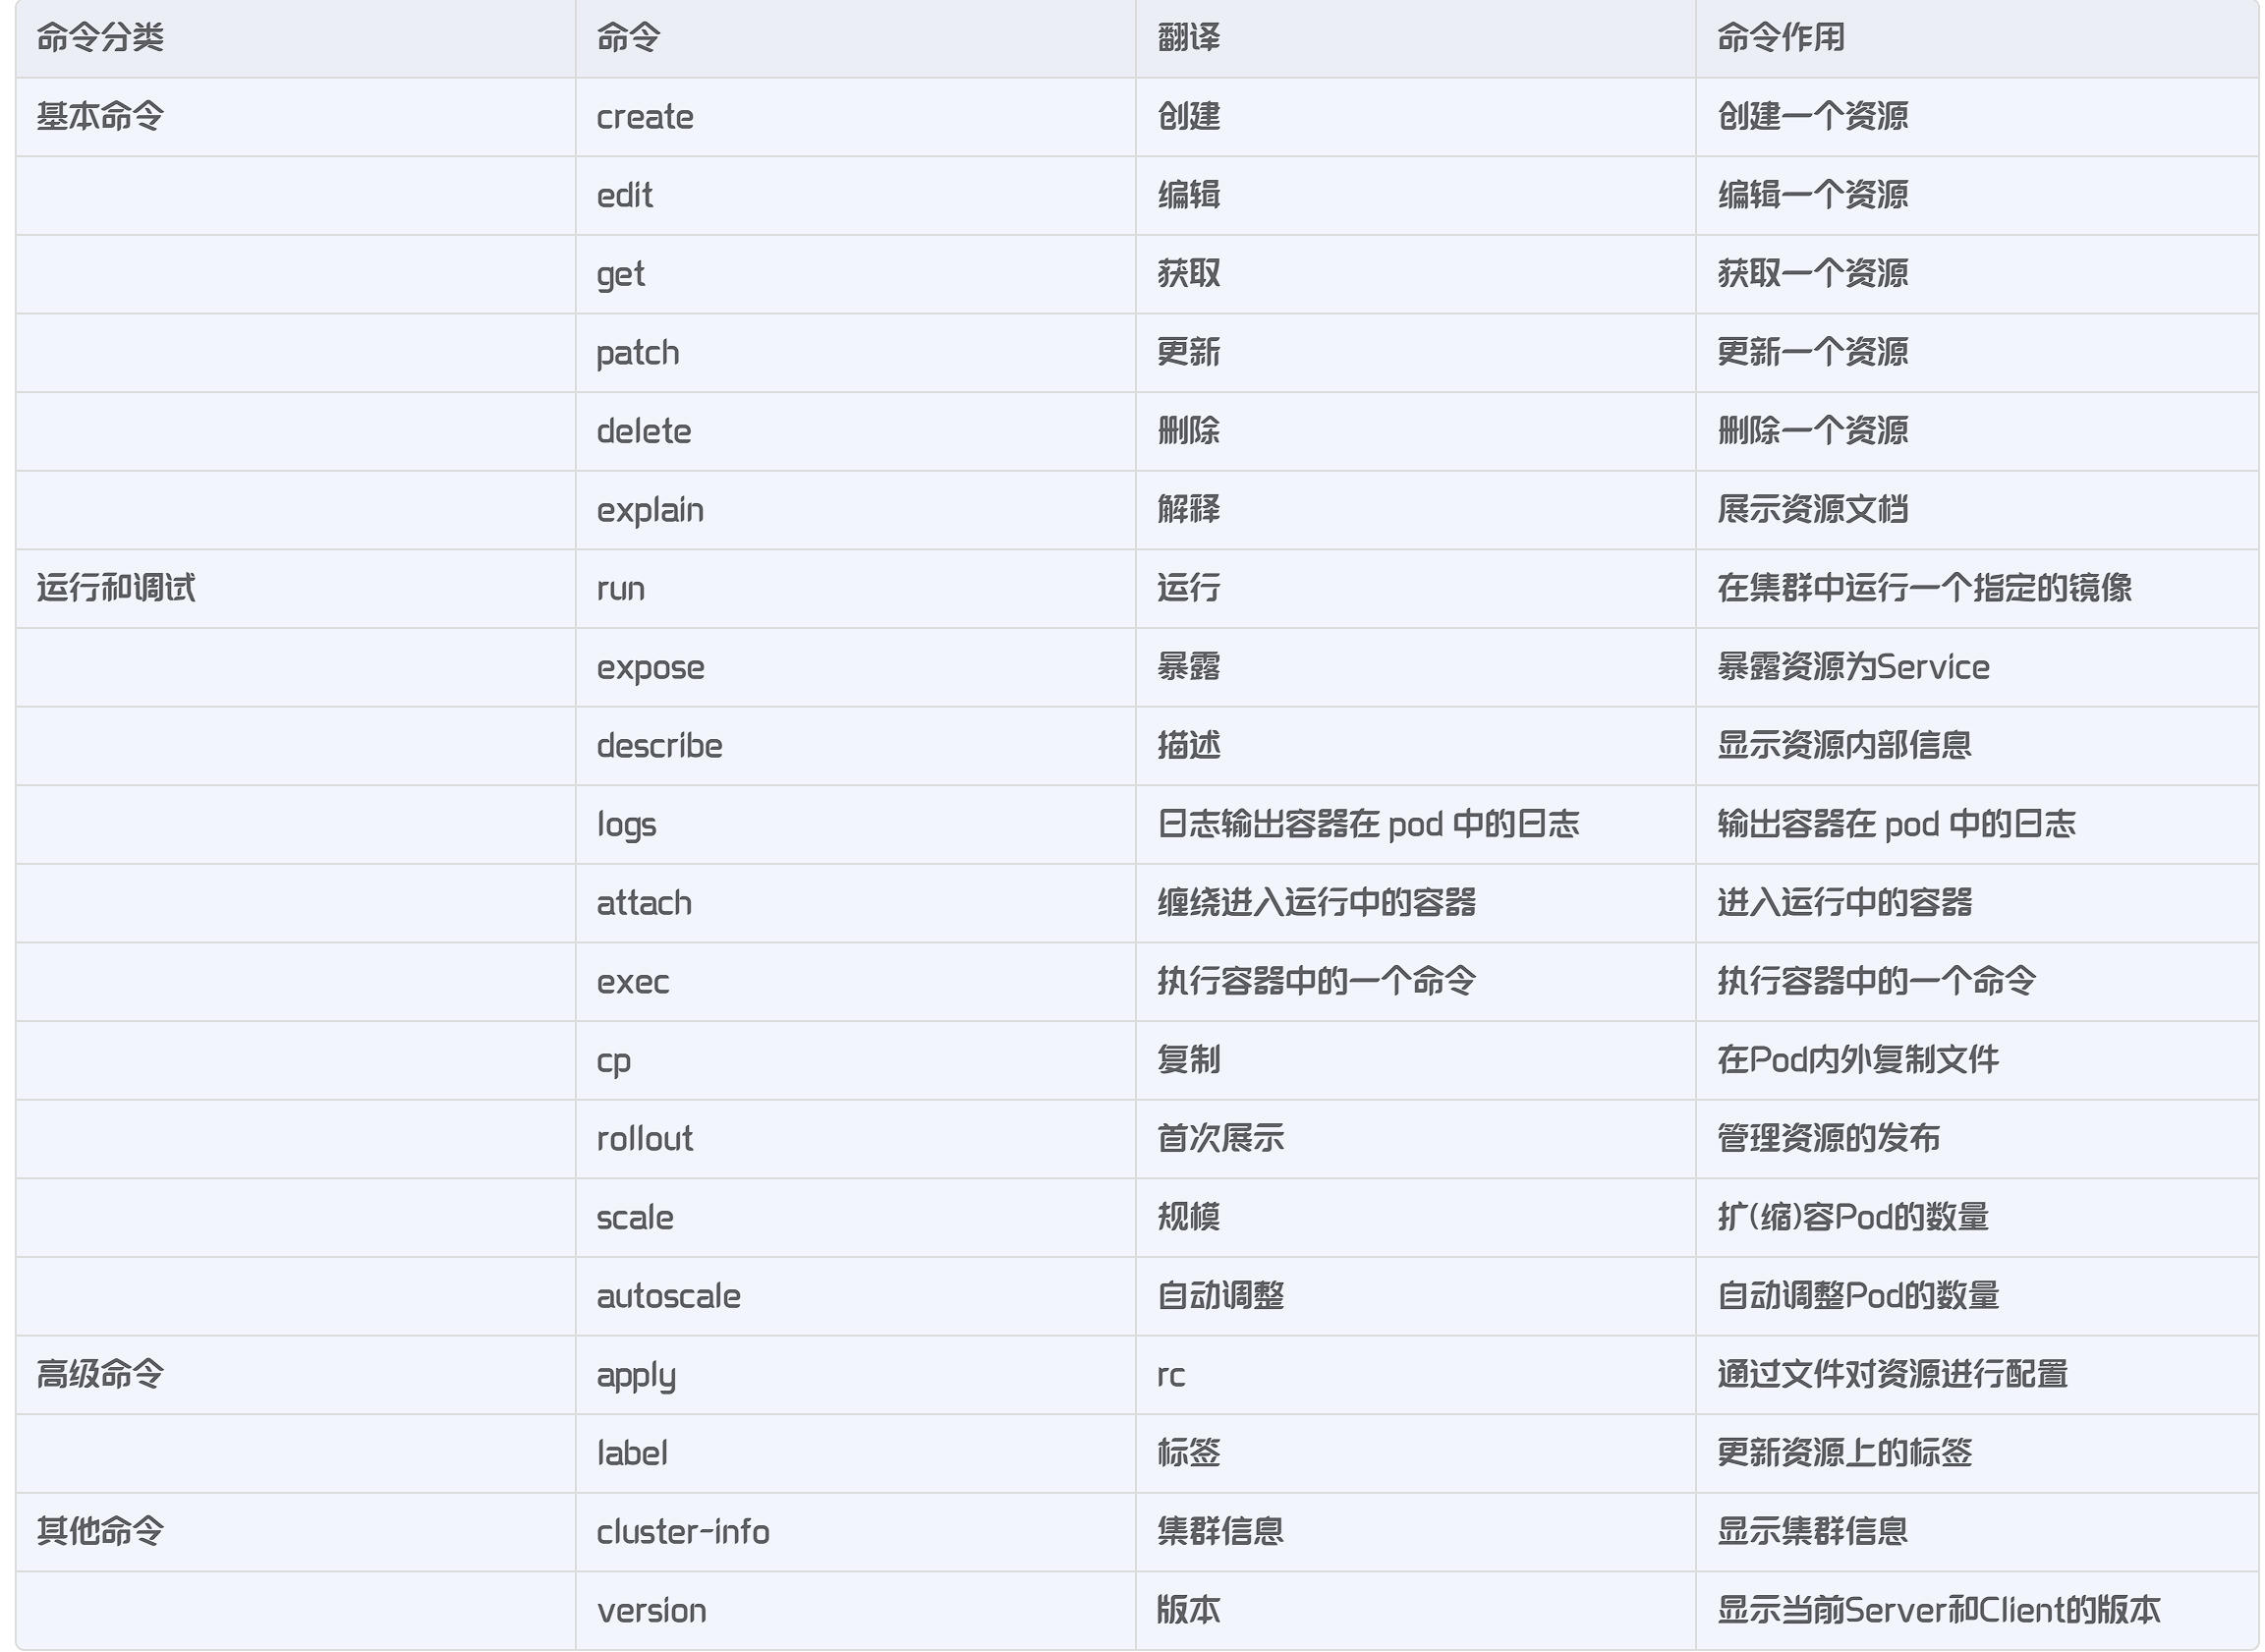 命令分类 命令 翻译 命令作用
基本命令 create 创建 创建一个资源
edit 编辑 编辑一个资源
get 获取 获取一个资源
patch 更新 更新一个资源
delete 删除 删除一个资源
explain 解释 展示资源文档
运行和调试 run 运行 在集群中运行一个指定的镜像
expose 暴露 暴露资源为Service
describe 描述 显示资源内部信息
logs 日志输出容器在 pod 中的日志 输出容器在 pod 中的日志
attach 缠绕进入运行中的容器 进入运行中的容器
exec 执行容器中的一个命令 执行容器中的一个命令
cp 复制 在Pod内外复制文件
rollout 首次展示 管理资源的发布
scale 规模 扩(缩)容Pod的数量
autoscale 自动调整 自动调整Pod的数量
高级命令 apply rc 通过文件对资源进行配置
label 标签 更新资源上的标签
其他命令 cluster-info 集群信息 显示集群信息
version 版本 显示当前Server和Client的版本